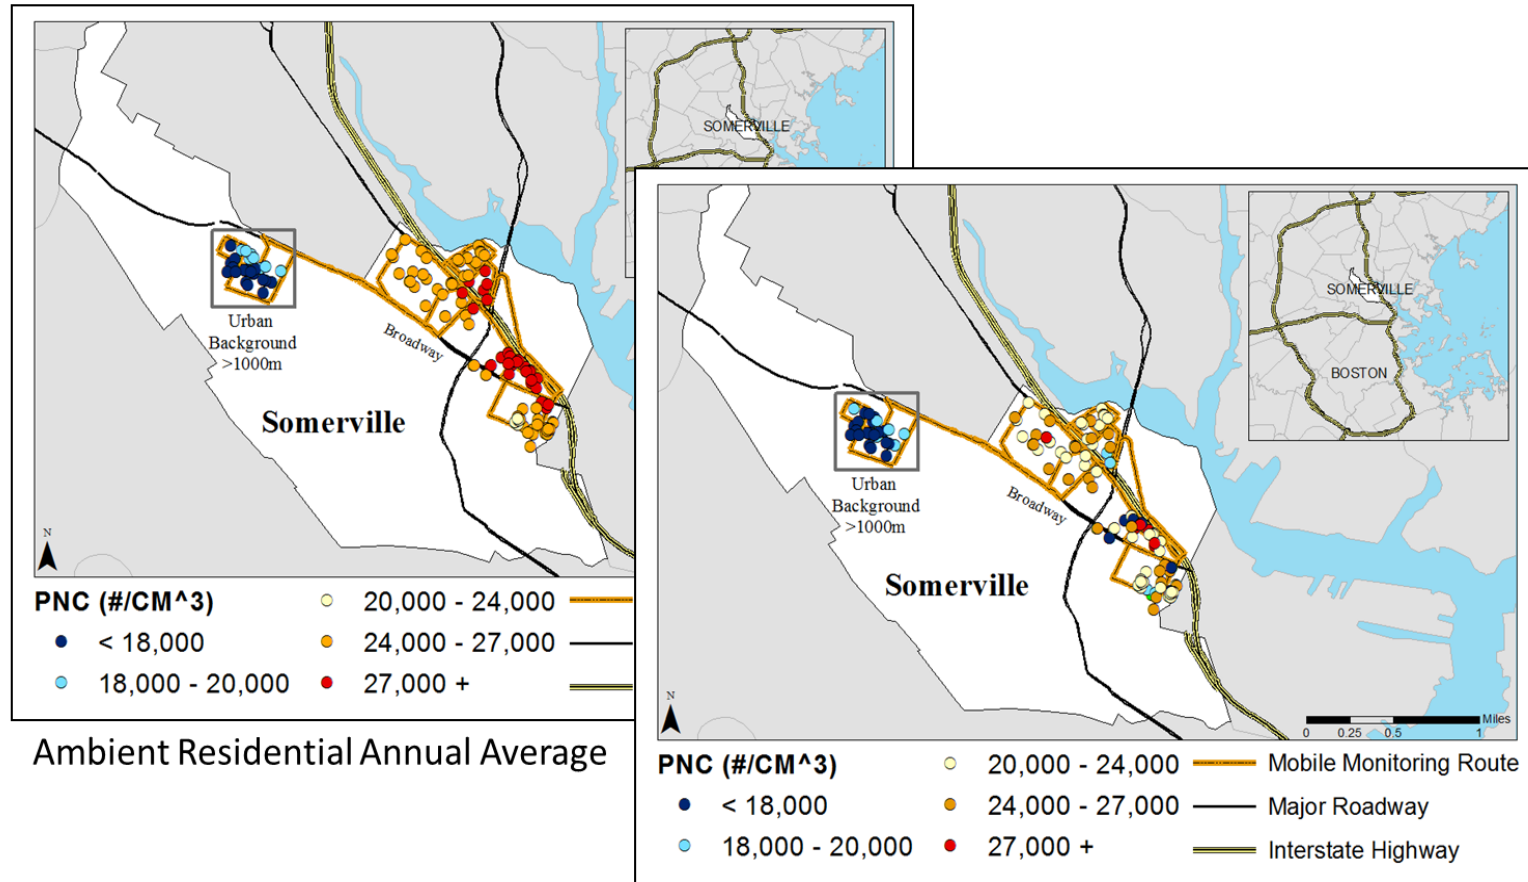 SOMERVILLE
Urban
Background
>1000m
Broadway
Somerville
N
PNC (#/CM^3)
< 18,000
18,000 - 20,000
20,000 - 24,000
24,000 - 27,000
27,000 +
Ambient Residential Annual Average
SOMERVILLE
BOSTON
Urban
Background
>1000m
Broadway
Somerville
N
Miles
0 0.25 0.5 1
PNC (#/CM^3)
< 18,000
18,000 - 20,000
20,000 - 24,000
24,000 - 27,000
27,000 +
Mobile Monitoring Route
Major Roadway
Interstate Highway